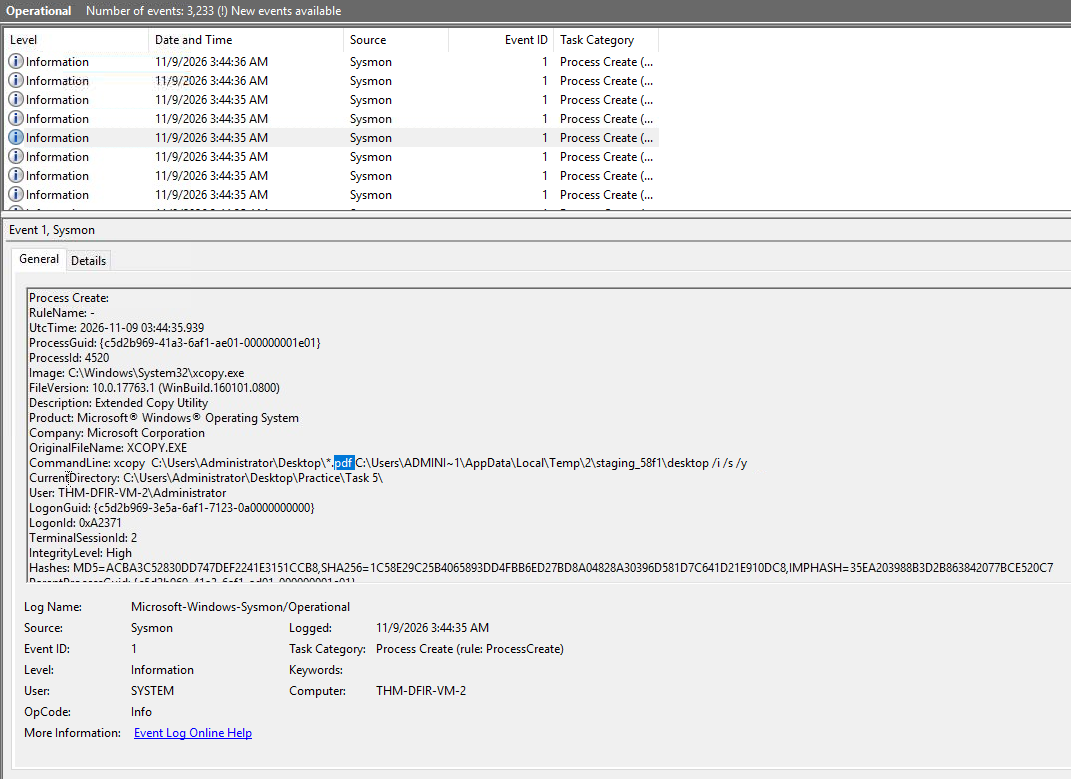 Operational Number of events: 3,233 (!) New events available
Level Date and Time Source Event ID Task Category
Information 11/9/2026 3:44:36 AM Sysmon 1 Process Create (...
Information 11/9/2026 3:44:36 AM Sysmon 1 Process Create (...
Information 11/9/2026 3:44:35 AM Sysmon 1 Process Create (...
Information 11/9/2026 3:44:35 AM Sysmon 1 Process Create (...
Information 11/9/2026 3:44:35 AM Sysmon 1 Process Create (...
Information 11/9/2026 3:44:35 AM Sysmon 1 Process Create (...
Information 11/9/2026 3:44:35 AM Sysmon 1 Process Create (...
Information 11/9/2026 3:44:35 AM Sysmon 1 Process Create (...
Event 1, Sysmon
General Details
Process Create:
RuleName: -
UtcTime: 2026-11-09 03:44:35.939
ProcessGuid: {c5d2b969-41a3-6af1-ae01-000000001e01}
ProcessId: 4520
Image: C:\Windows\System32\xcopy.exe
FileVersion: 10.0.17763.1 (WinBuild.160101.0800)
Description: Extended Copy Utility
Product: Microsoft® Windows® Operating System
Company: Microsoft Corporation
OriginalFileName: XCOPY.EXE
CommandLine: xcopy  C:\Users\Administrator\Desktop\*.pdf C:\Users\ADMINI~1\AppData\Local\Temp\2\staging_58f1\desktop /i /s /y
CurrentDirectory: C:\Users\Administrator\Desktop\Practice\Task 5\
User: THM-DFIR-VM-2\Administrator
LogonGuid: {c5d2b969-3e5a-6af1-7123-0a0000000000}
LogonId: 0xA2371
TerminalSessionId: 2
IntegrityLevel: High
Hashes: MD5=ACBA3C52830DD747DEF2241E3151CCB8,SHA256=1C58E29C25B4065893DD4FBB6ED27BD8A04828A30396D581D7C641D21E910DC8,IMPHASH=35EA203988B3D2B863842077BCE520C7
Log Name: Microsoft-Windows-Sysmon/Operational
Source: Sysmon Logged: 11/9/2026 3:44:35 AM
Event ID: 1 Task Category: Process Create (rule: ProcessCreate)
Level: Information Keywords:
User: SYSTEM Computer: THM-DFIR-VM-2
OpCode: Info
More Information: Event Log Online Help